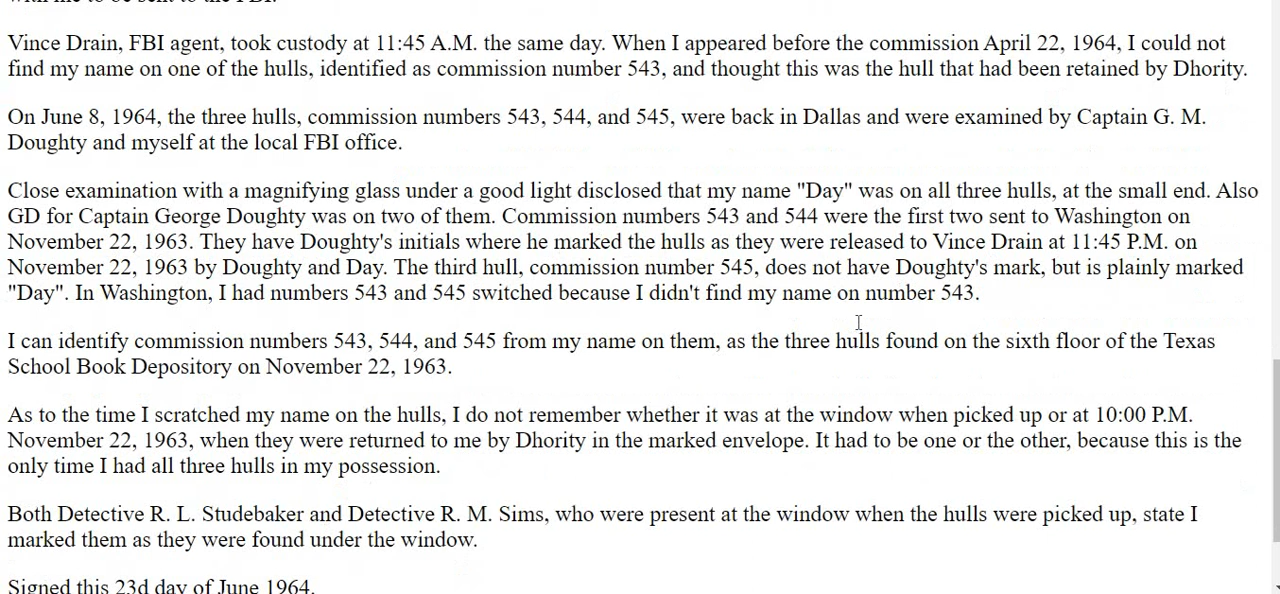 with me to be sent to the FBI.
Vince Drain, FBI agent, took custody at 11:45 A.M. the same day. When I appeared before the commission April 22, 1964, I could not
find my name on one of the hulls, identified as commission number 543, and thought this was the hull that had been retained by Dhority.
On June 8, 1964, the three hulls, commission numbers 543, 544, and 545, were back in Dallas and were examined by Captain G. M.
Doughty and myself at the local FBI office.
Close examination with a magnifying glass under a good light disclosed that my name "Day" was on all three hulls, at the small end. Also
GD for Captain George Doughty was on two of them. Commission numbers 543 and 544 were the first two sent to Washington on
November 22, 1963. They have Doughty's initials where he marked the hulls as they were released to Vince Drain at 11:45 P.M. on
November 22, 1963 by Doughty and Day. The third hull, commission number 545, does not have Doughty's mark, but is plainly marked
"Day". In Washington, I had numbers 543 and 545 switched because I didn't find my name on number 543.
I can identify commission numbers 543, 544, and 545 from my name on them, as the three hulls found on the sixth floor of the Texas
School Book Depository on November 22, 1963.
As to the time I scratched my name on the hulls, I do not remember whether it was at the window when picked up or at 10:00 P.M.
November 22, 1963, when they were returned to me by Dhority in the marked envelope. It had to be one or the other, because this is the
only time I had all three hulls in my possession.
Both Detective R. L. Studebaker and Detective R. M. Sims, who were present at the window when the hulls were picked up, state I
marked them as they were found under the window.
Signed this 23d day of June 1964.